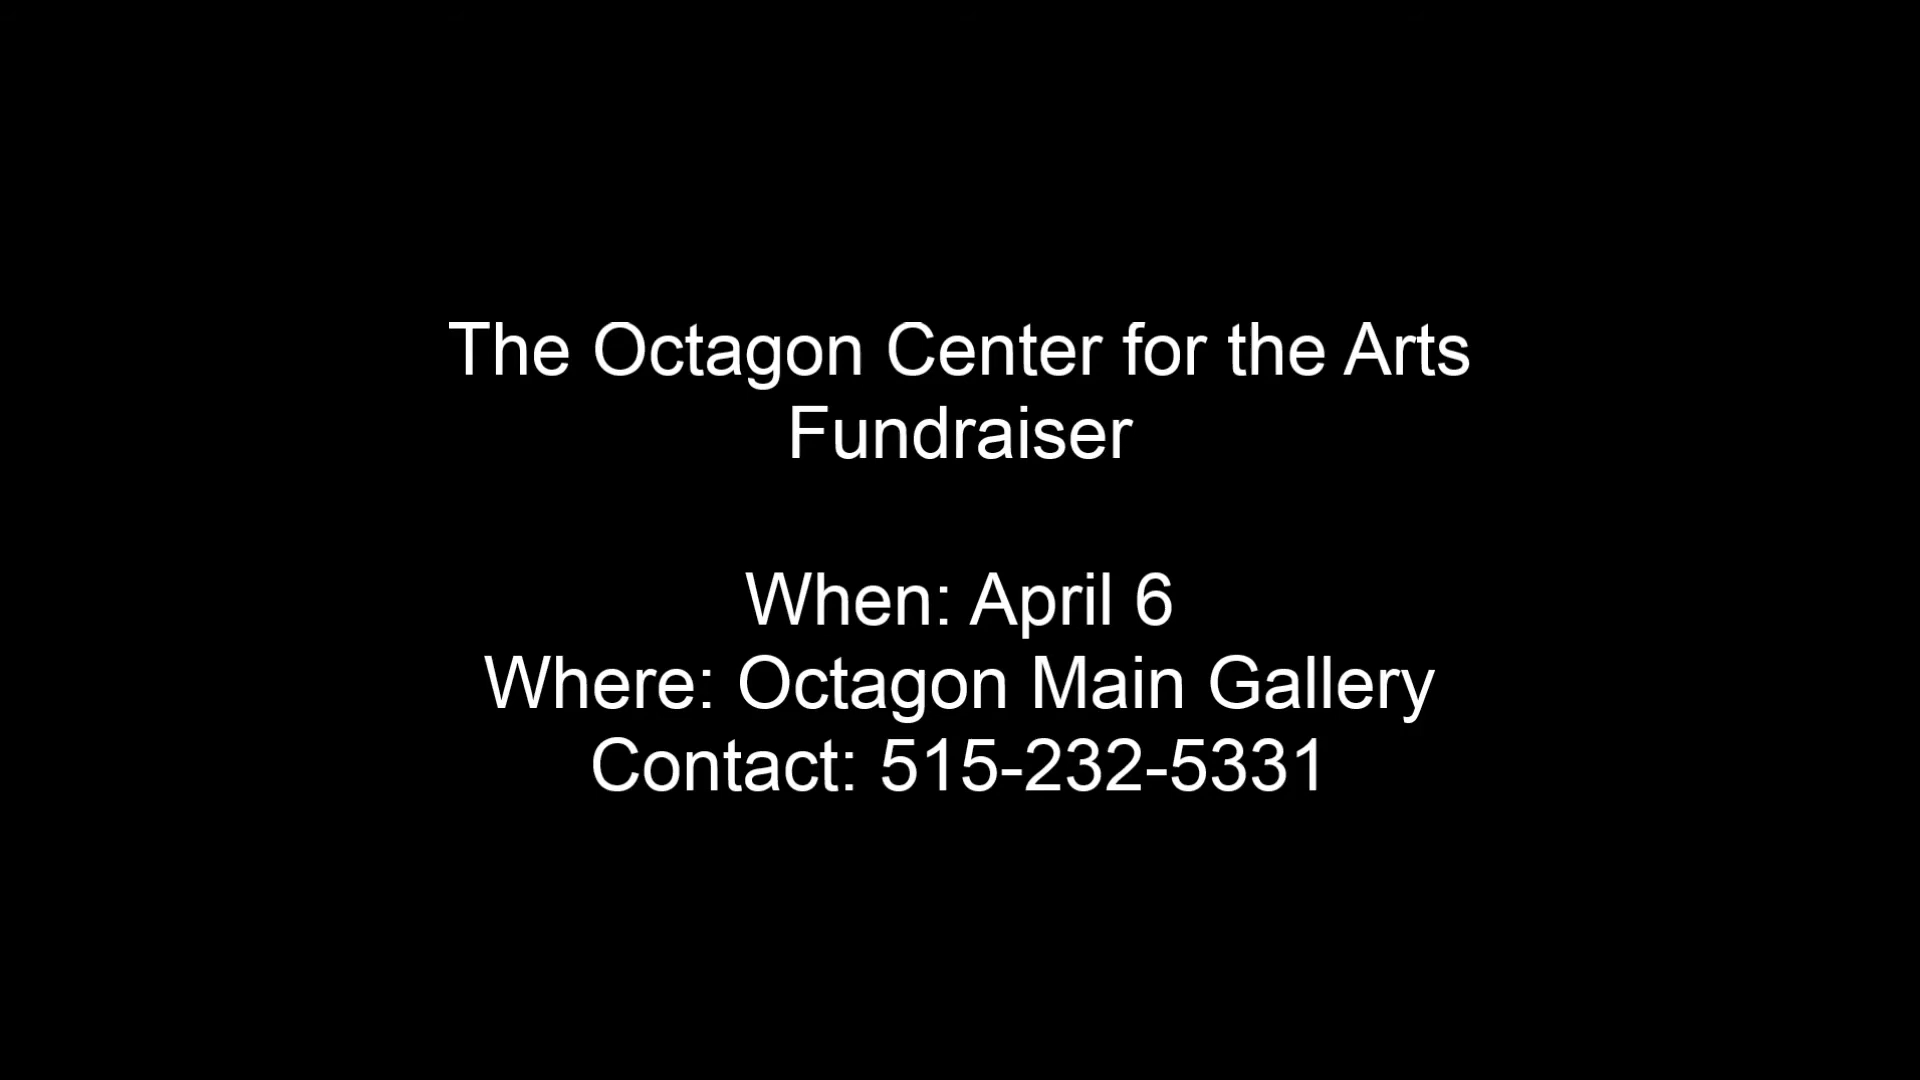 The Octagon Center for the Arts
Fundraiser
When: April 6
Where: Octagon Main Gallery
Contact: 515-232-5331